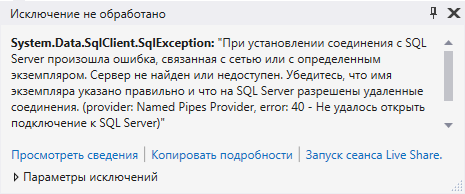 Исключение не обработано
System.Data.SqlClient.SqlException: "При установлении соединения с SQL
Server произошла ошибка, связанная с сетью или с определенным
экземпляром. Сервер не найден или недоступен. Убедитесь, что имя
экземпляра указано правильно и что на SQL Server разрешены удаленные
соединения. (provider: Named Pipes Provider, error: 40 - Не удалось открыть
подключение к SQL Server)"
Просмотреть сведения | Копировать подробности | Запуск сеанса Live Share.
Параметры исключений